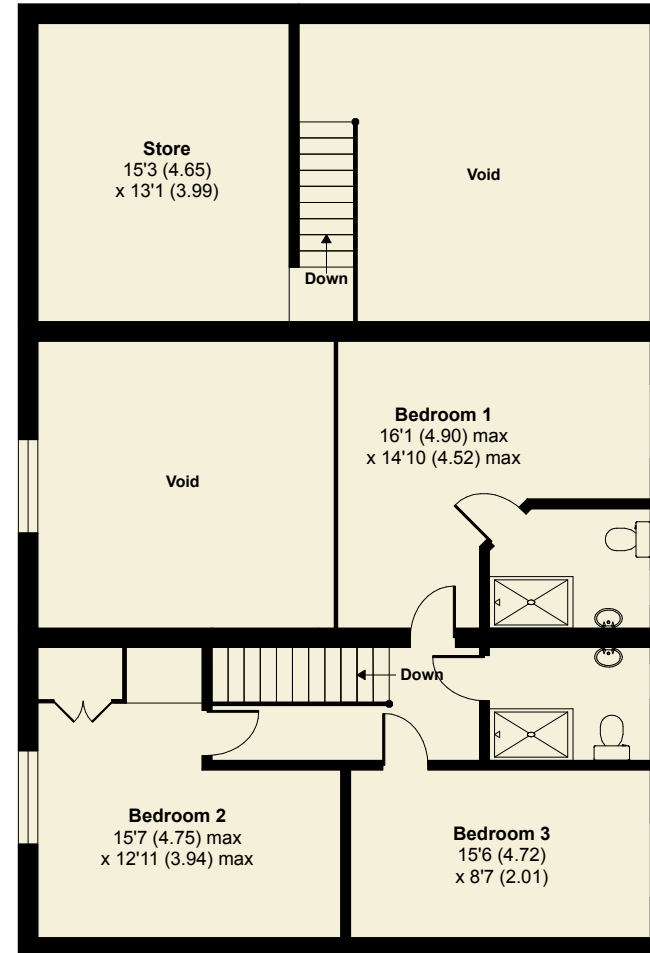 Store
15'3 (4.65)
x 13'1 (3.99)
Void
Down
Bedroom 1
16'1 (4.90) max
x 14'10 (4.52) max
Void
Down
Bedroom 2
15'7 (4.75) max
x 12'11 (3.94) max
Bedroom 3
15'6 (4.72)
x 8'7 (2.01)